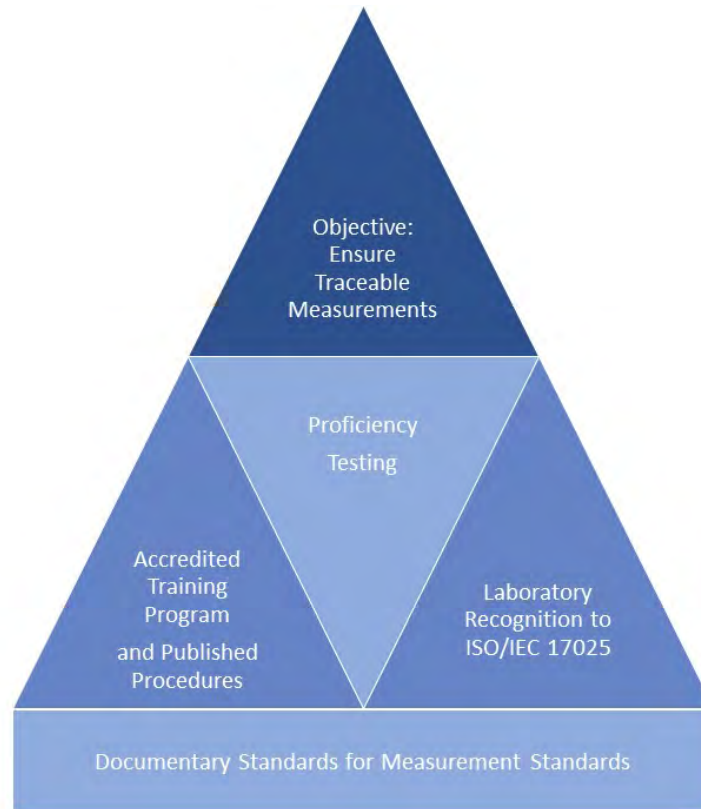 Objective:
Ensure
Traceable
Measurements
Proficiency
Testing
Accredited
Training
Program
and Published
Procedures
Laboratory
Recognition to
ISO/IEC 17025
Documentary Standards for Measurement Standards